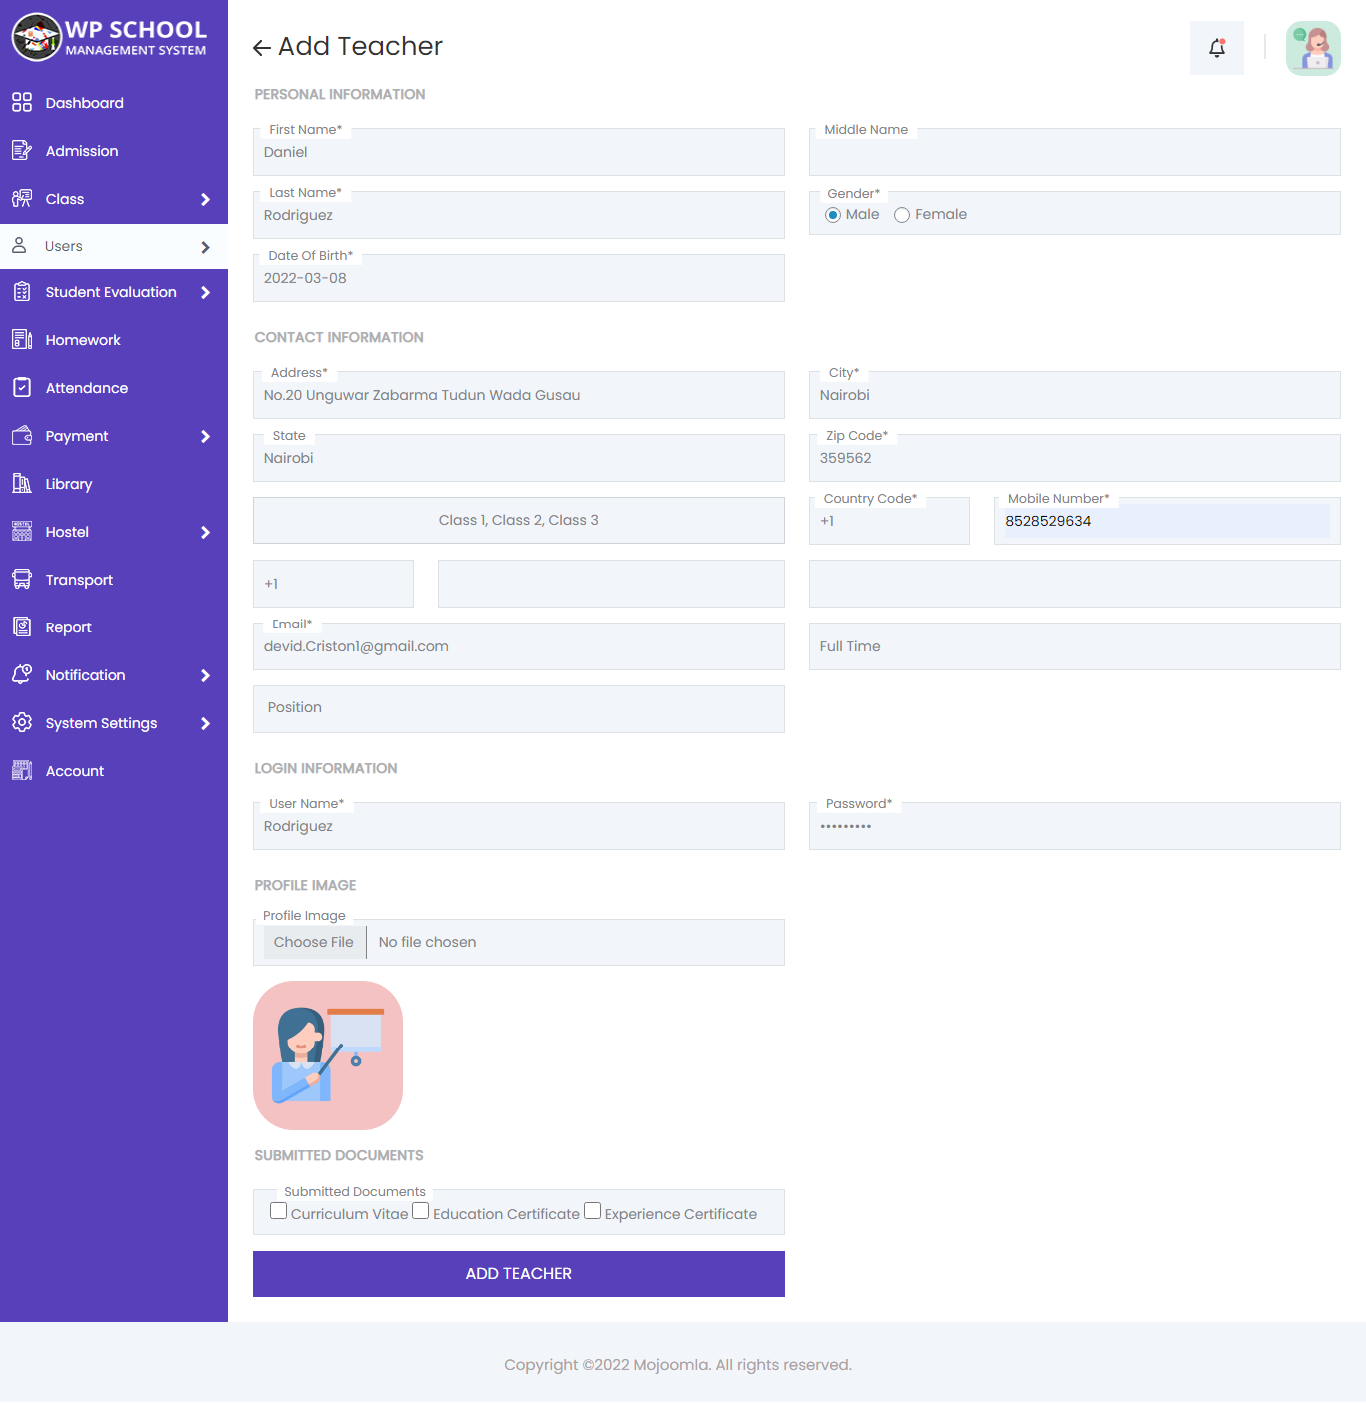 WP SCHOOL
MANAGEMENT SYSTEM
Dashboard
Admission
Class
Users
Student Evaluation
Homework
Attendance
Payment
Library
Hostel
Transport
Report
Notification
System Settings
Account
← Add Teacher
PERSONAL INFORMATION
First Name*
Daniel
Middle Name
Last Name*
Rodriguez
Gender*
Male Female
Date Of Birth*
2022-03-08
CONTACT INFORMATION
Address*
No.20 Unguwar Zabarma Tudun Wada Gusau
City*
Nairobi
State
Nairobi
Zip Code*
359562
Class 1, Class 2, Class 3
Country Code*
+1
Mobile Number*
8528529634
+1
Email*
devid.Criston1@gmail.com
Full Time
Position
LOGIN INFORMATION
User Name*
Rodriguez
Password*
•••••••••
PROFILE IMAGE
Profile Image
Choose File No file chosen
SUBMITTED DOCUMENTS
Submitted Documents
Curriculum Vitae Education Certificate Experience Certificate
ADD TEACHER
Copyright ©2022 Mojoomla. All rights reserved.